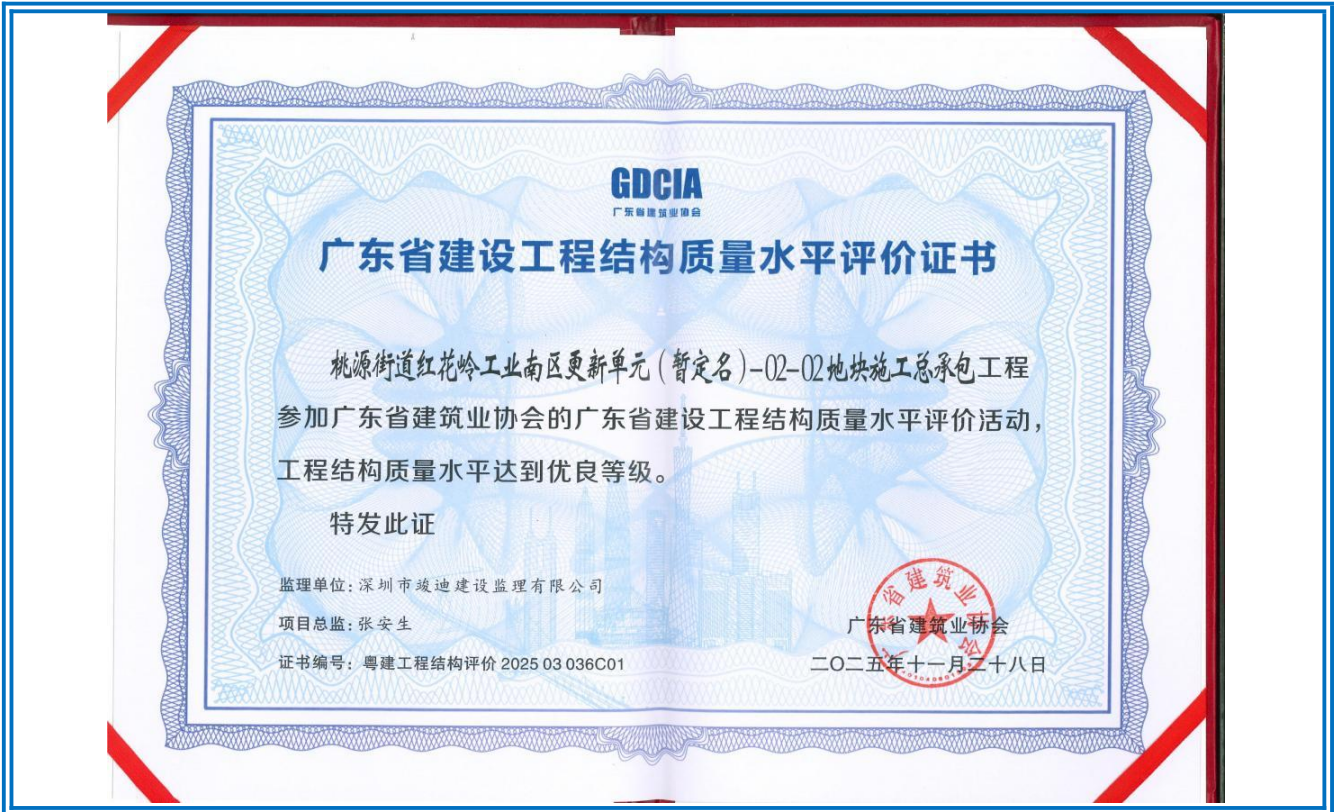 GDCIA
广东省建筑业协会
广东省建设工程结构质量水平评价证书
桃源街道红花岭工业南区更新单元(暂定名)-02-02地块施工总承包工程
参加广东省建筑业协会的广东省建设工程结构质量水平评价活动,
工程结构质量水平达到优良等级。
特发此证
监理单位:深圳市竣迪建设监理有限公司
项目总监:张安生
证书编号:粤建工程结构评价 2025 03 036C01
广东省建筑业协会
广东省建筑业协会
二〇二五年十一月二十八日